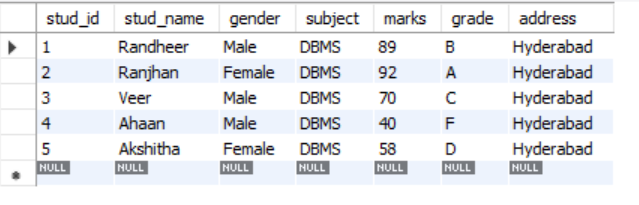 stud_id stud_name gender subject marks grade address
1 Randheer Male DBMS 89 B Hyderabad
2 Ranjhan Female DBMS 92 A Hyderabad
3 Veer Male DBMS 70 C Hyderabad
4 Ahaan Male DBMS 40 F Hyderabad
5 Akshitha Female DBMS 58 D Hyderabad
NULL NULL NULL NULL NULL NULL NULL